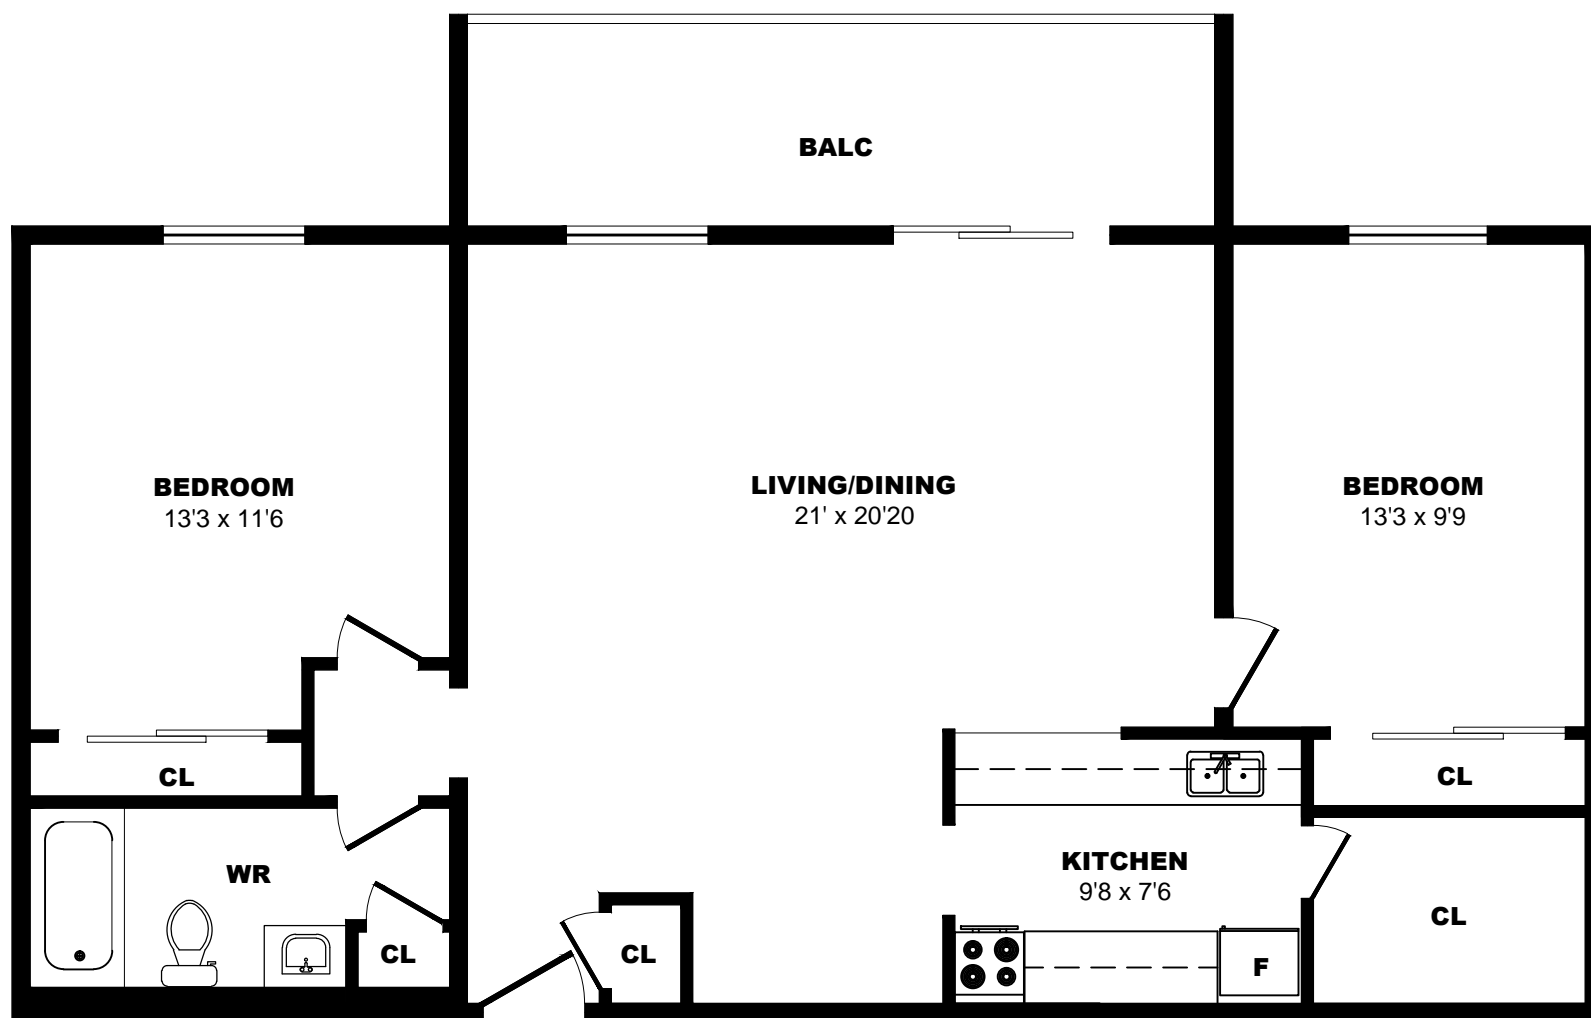 BALC
BEDROOM
13'3 x 11'6
LIVING/DINING
21' x 20'20
BEDROOM
13'3 x 9'9
CL
CL
WR
KITCHEN
9'8 x 7'6
CL
CL
CL
F